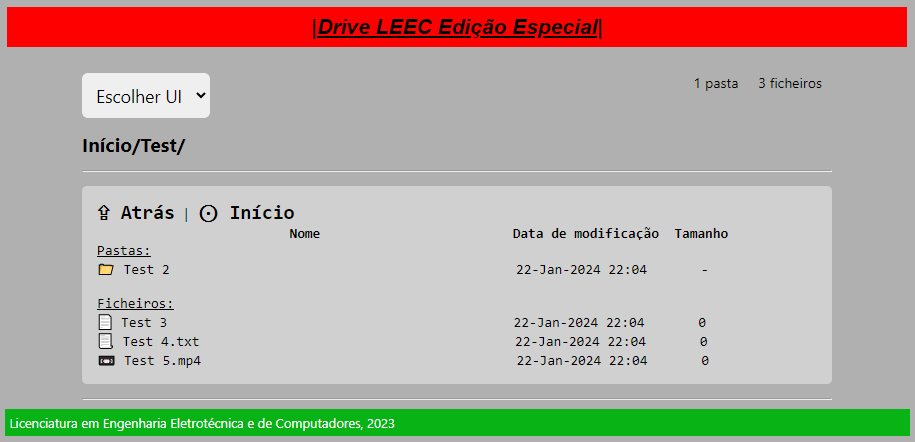 |Drive LEEC Edição Especial|
Escolher UI
1 pasta 3 ficheiros
Início/Test/
Atrás | Início
Nome Data de modificação Tamanho
Pastas:
Test 2 22-Jan-2024 22:04 -
Ficheiros:
Test 3 22-Jan-2024 22:04 0
Test 4.txt 22-Jan-2024 22:04 0
Test 5.mp4 22-Jan-2024 22:04 0
Licenciatura em Engenharia Eletrotécnica e de Computadores, 2023